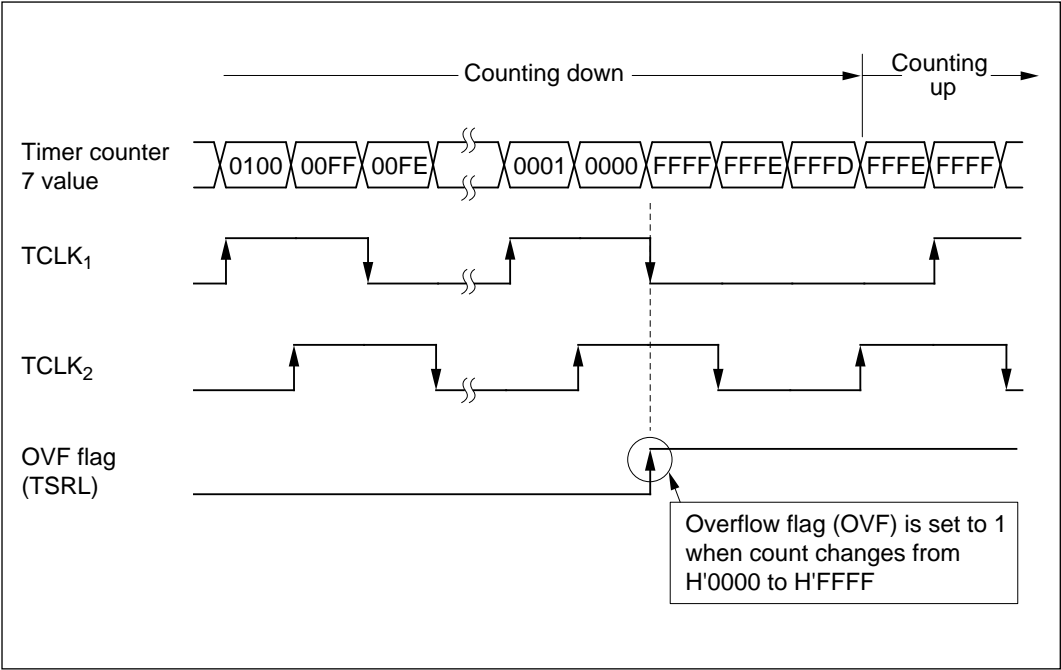 Counting down
Counting
up
Timer counter
7 value
0100 00FF 00FE 0001 0000 FFFF FFFE FFFD FFFE FFFF
TCLK₁
TCLK₂
OVF flag
(TSRL)
Overflow flag (OVF) is set to 1
when count changes from
H'0000 to H'FFFF